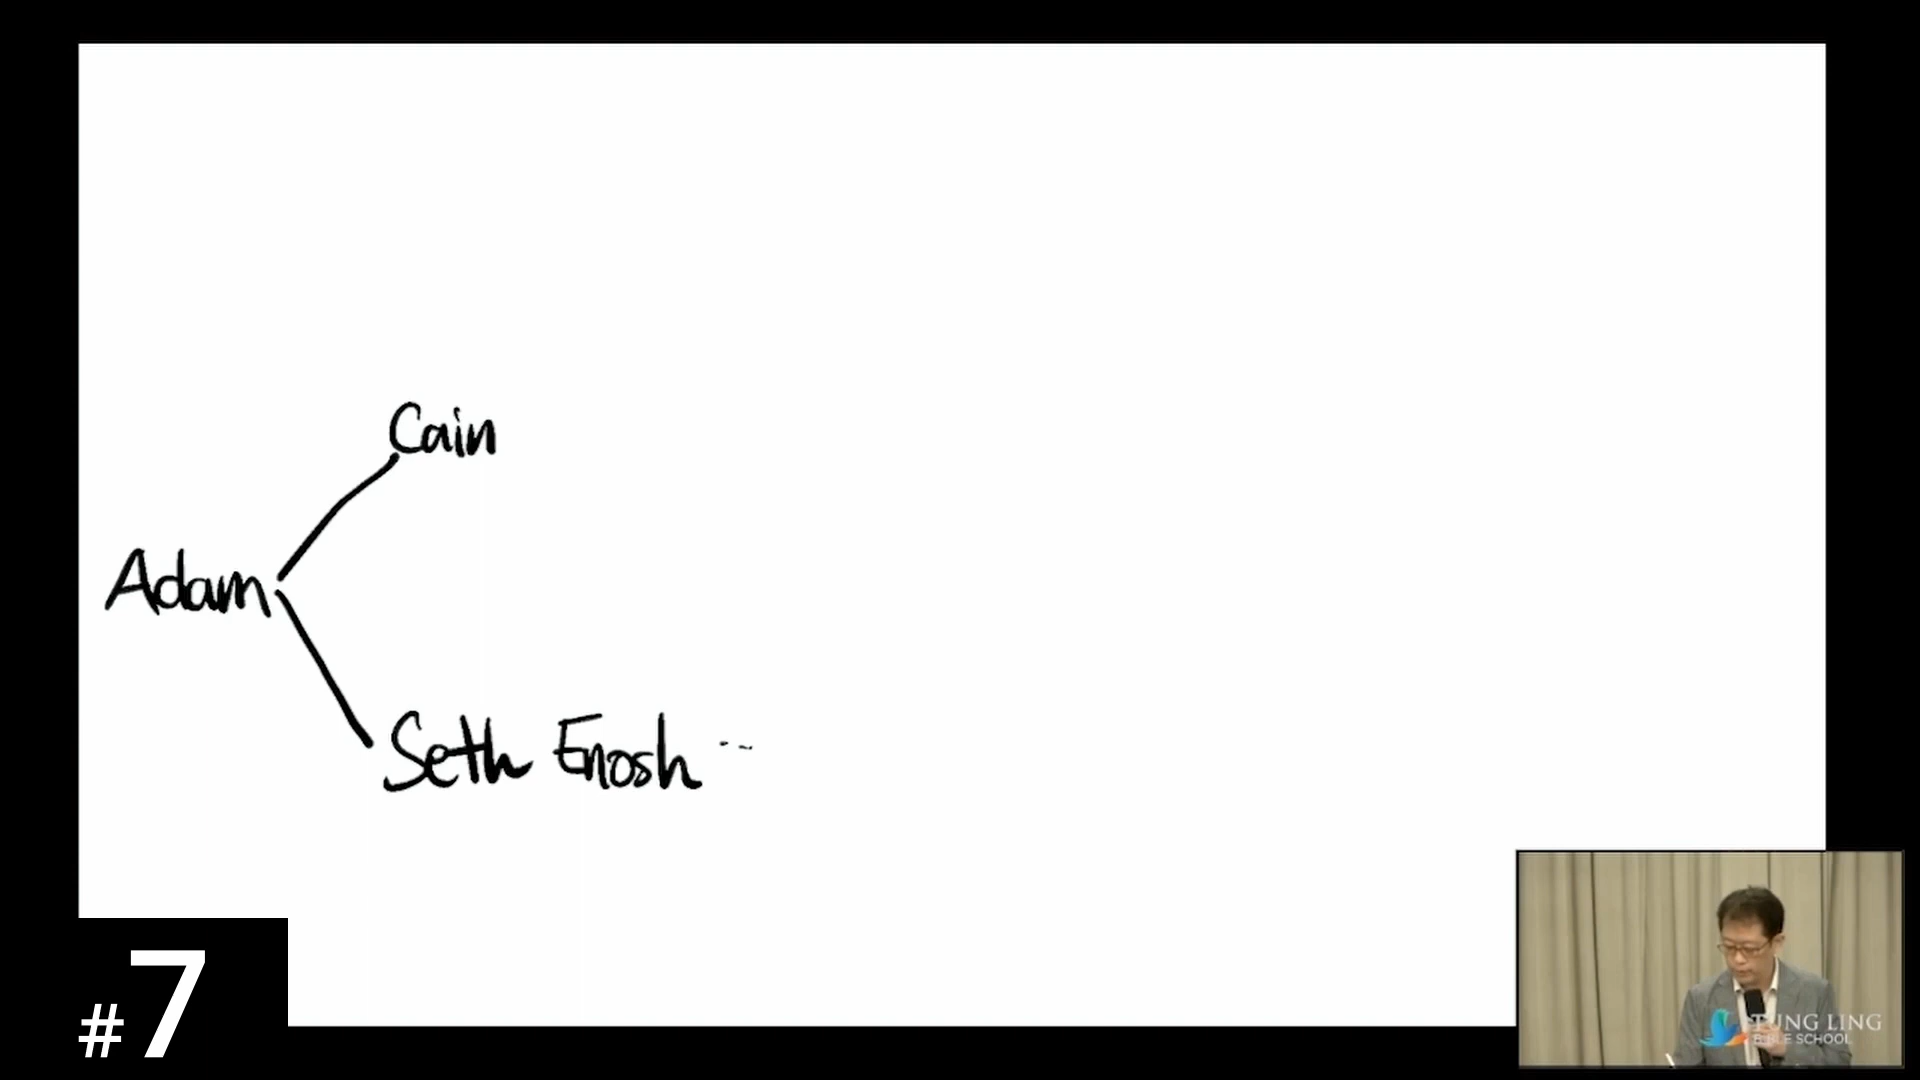 Cain
Adam
Seth Enosh --
#7
TUNG LING
BIBLE SCHOOL